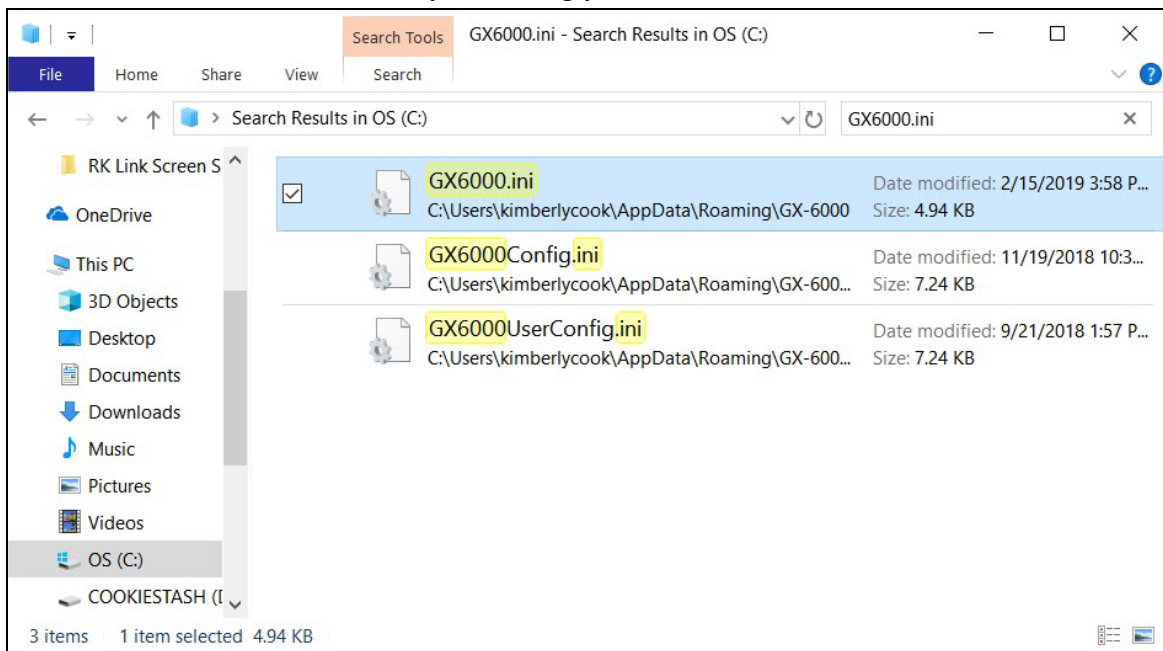 Search Tools
GX6000.ini - Search Results in OS (C:)
File
Home
Share
View
Search
Search Results in OS (C:)
GX6000.ini
RK Link Screen S
OneDrive
This PC
3D Objects
Desktop
Documents
Downloads
Music
Pictures
Videos
OS (C:)
COOKIESTASH (
GX6000.ini
C:\Users\kimberlycook\AppData\Roaming\GX-6000
Date modified: 2/15/2019 3:58 P...
Size: 4.94 KB
GX6000Config.ini
C:\Users\kimberlycook\AppData\Roaming\GX-600...
Date modified: 11/19/2018 10:3...
Size: 7.24 KB
GX6000UserConfig.ini
C:\Users\kimberlycook\AppData\Roaming\GX-600...
Date modified: 9/21/2018 1:57 P...
Size: 7.24 KB
3 items
1 item selected 4.94 KB